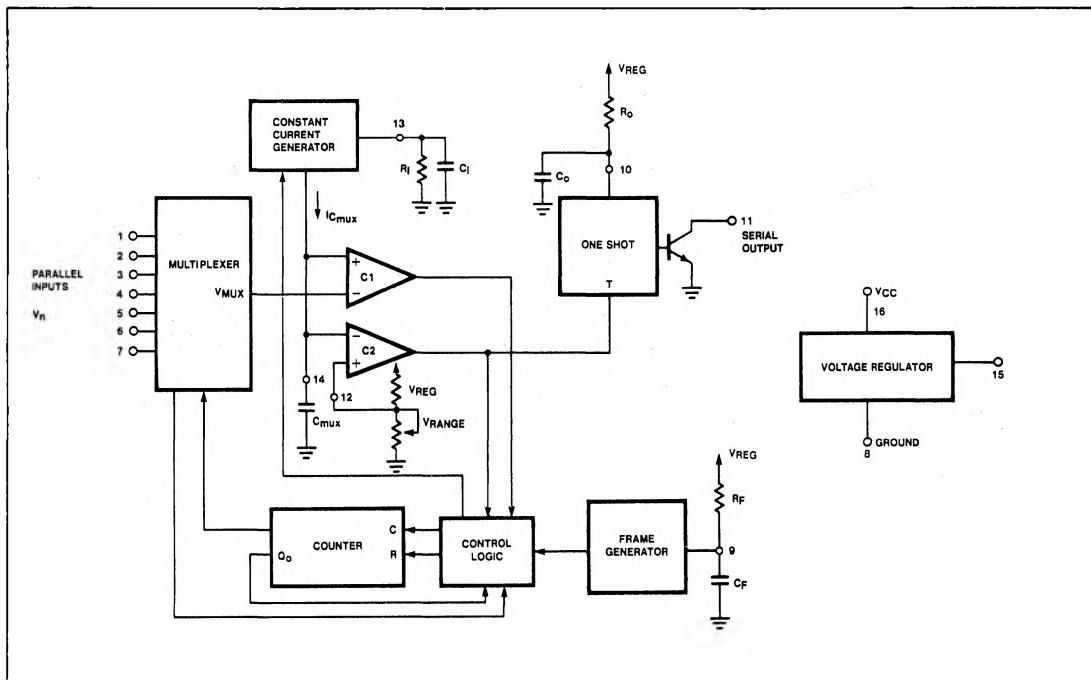 VREG
RO
CONSTANT
CURRENT
GENERATOR
13
RI
CI
CO
10
ICmux
ONE SHOT
T
11
SERIAL
OUTPUT
PARALLEL
INPUTS
Vn
1
2
3
4
5
6
7
MULTIPLEXER
VMUX
+
C1
−
−
C2
+
14
12
Cmux
VREG
VRANGE
VCC
16
VOLTAGE REGULATOR
15
GROUND
8
COUNTER
C
R
QO
CONTROL
LOGIC
FRAME
GENERATOR
VREG
RF
9
CF